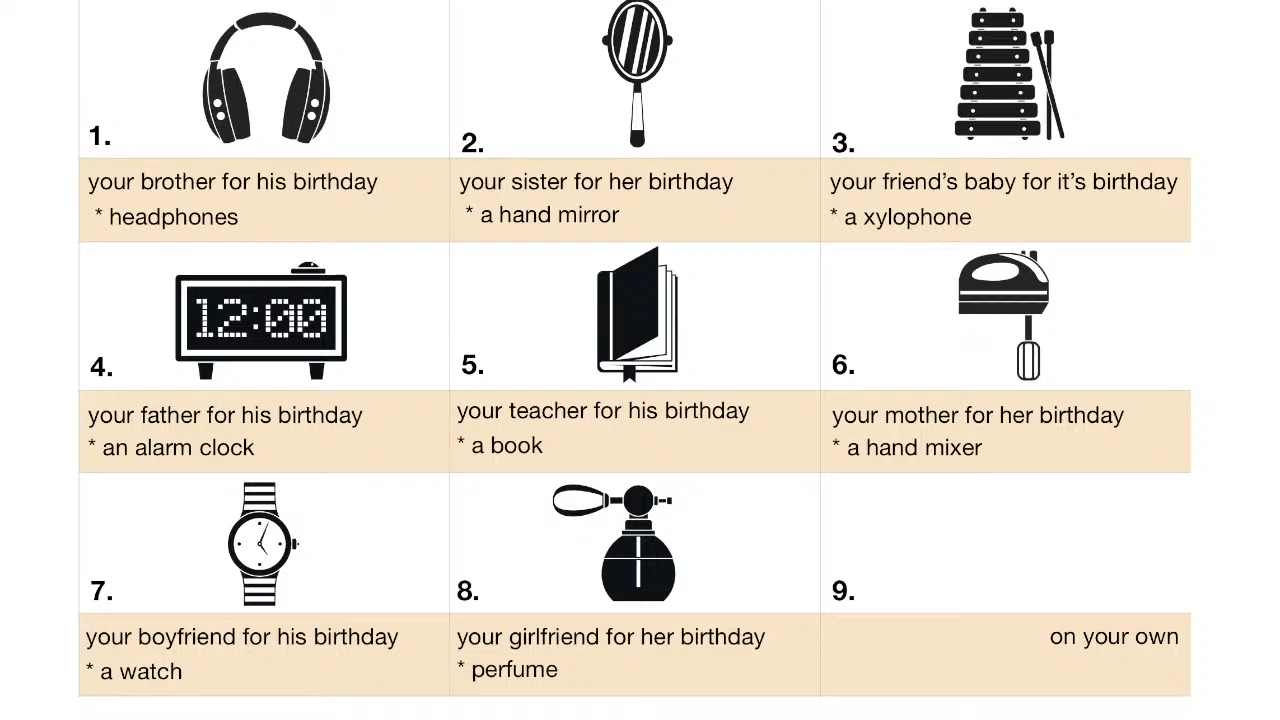 1.
2.
3.
your brother for his birthday
* headphones
your sister for her birthday
* a hand mirror
your friend’s baby for it’s birthday
* a xylophone
12:00
4.
5.
6.
your father for his birthday
* an alarm clock
your teacher for his birthday
* a book
your mother for her birthday
* a hand mixer
7.
8.
9.
your boyfriend for his birthday
* a watch
your girlfriend for her birthday
* perfume
on your own